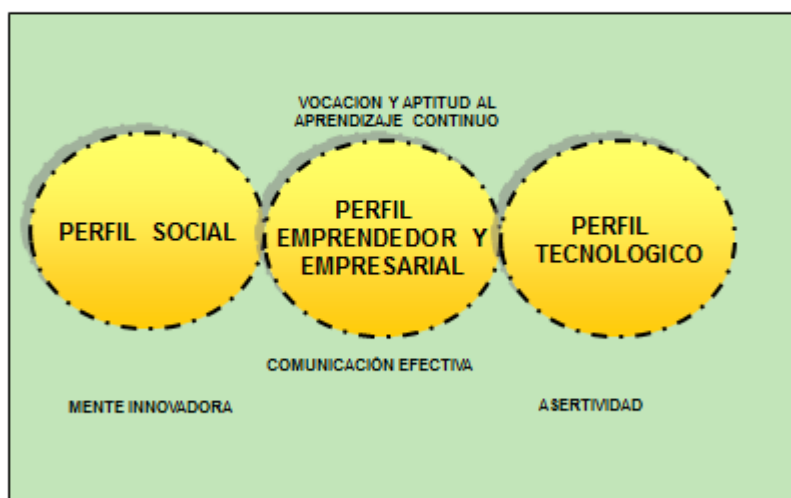 VOCACION Y APTITUD AL
APRENDIZAJE CONTINUO
PERFIL SOCIAL
PERFIL
EMPRENDEDOR Y
EMPRESARIAL
PERFIL
TECNOLOGICO
COMUNICACIÓN EFECTIVA
MENTE INNOVADORA
ASERTIVIDAD